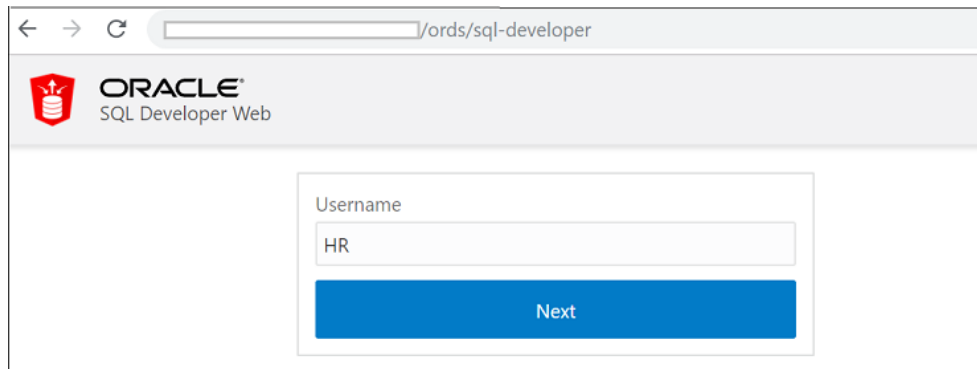 /ords/sql-developer
ORACLE®
SQL Developer Web
Username
HR
Next